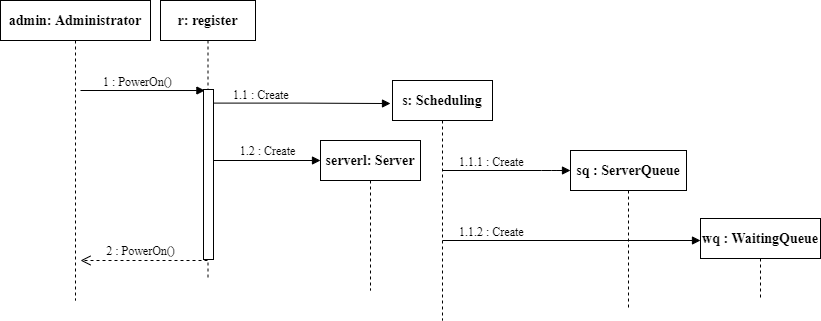 admin: Administrator
r: register
1 : PowerOn()
1.1 : Create
s: Scheduling
1.2 : Create
serverl: Server
1.1.1 : Create
sq : ServerQueue
1.1.2 : Create
wq : WaitingQueue
2 : PowerOn()